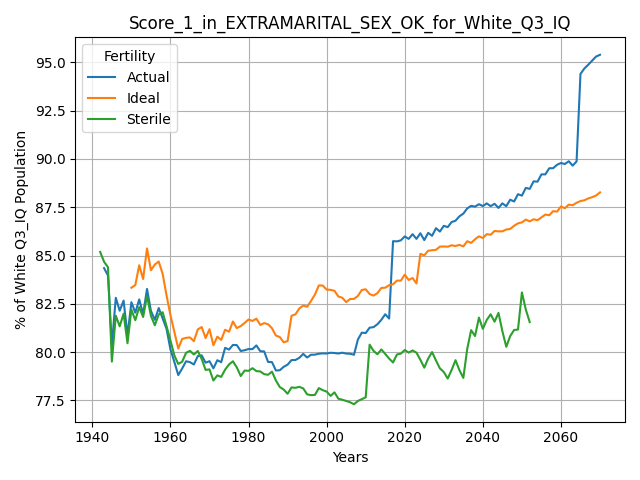 Score_1_in_EXTRAMARITAL_SEX_OK_for_White_Q3_IQ
Fertility
Actual
Ideal
Sterile
% of White Q3_IQ Population
95.0
92.5
90.0
87.5
85.0
82.5
80.0
77.5
1940 1960 1980 2000 2020 2040 2060
Years